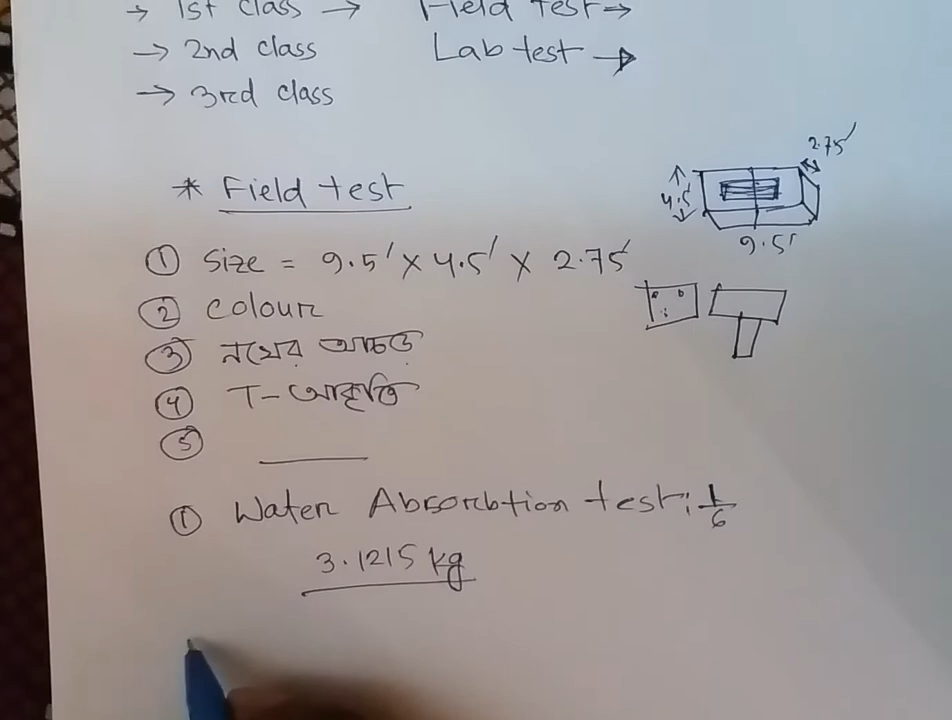 → 1st class → Field test →
→ 2nd class Lab test →
→ 3rd class
* Field test
① Size = 9.5' × 4.5' × 2.75'
② colour
③ নখের আচড়
④ T-আকৃতি
⑤
① Water Absorbtion test: 1/6
3.1215 kg
2.75'
4.5'
9.5'